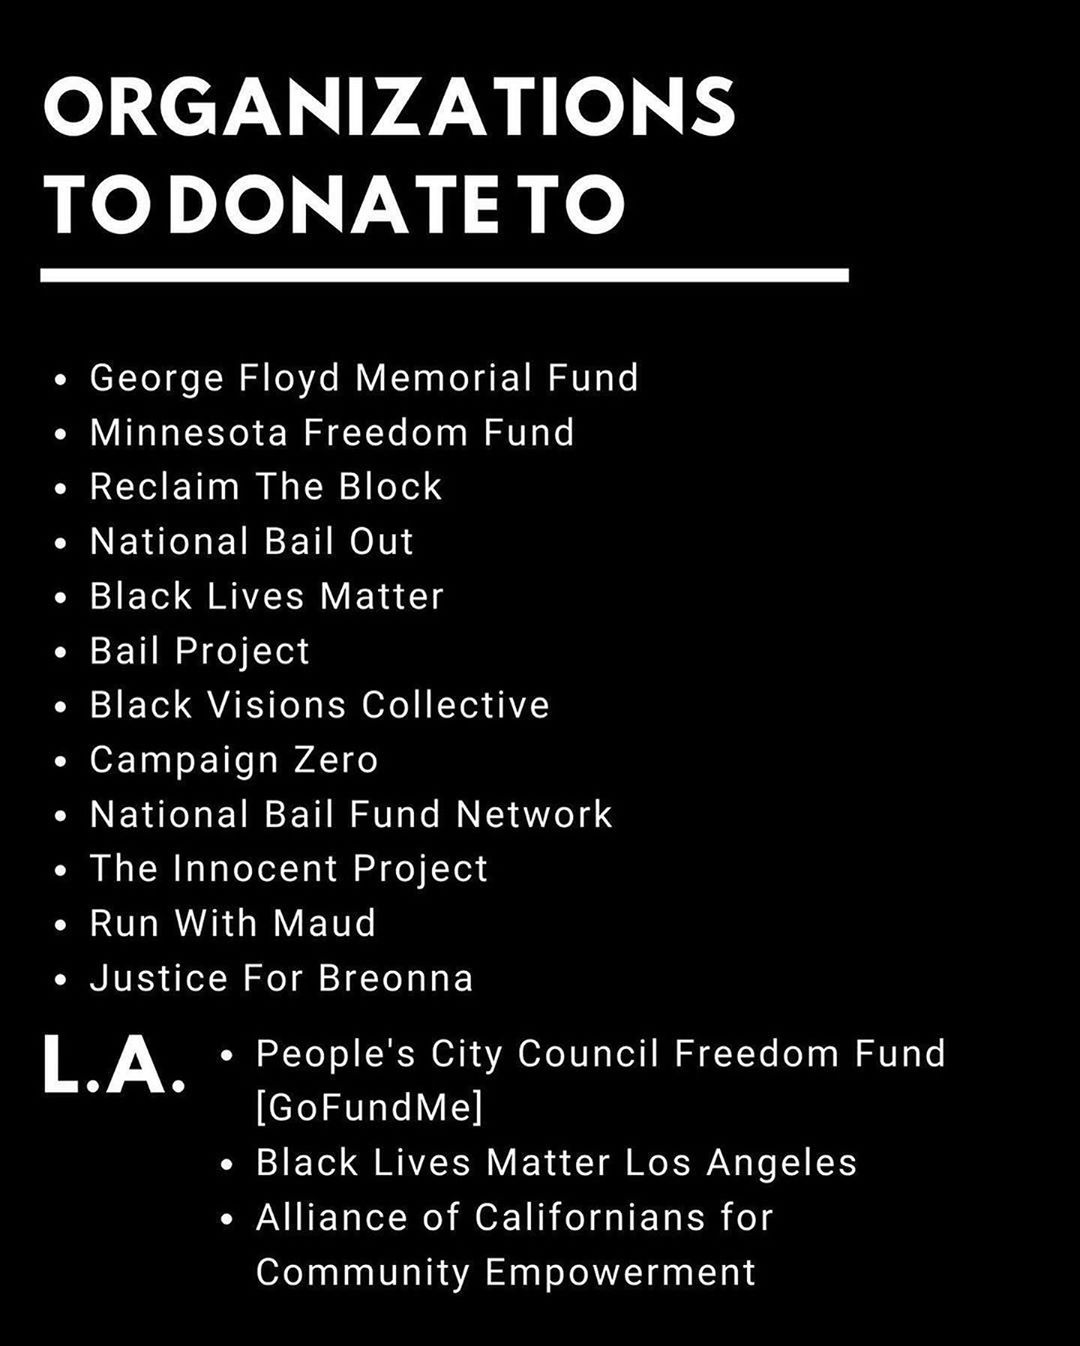 ORGANIZATIONS
TO DONATE TO
• George Floyd Memorial Fund
• Minnesota Freedom Fund
• Reclaim The Block
• National Bail Out
• Black Lives Matter
• Bail Project
• Black Visions Collective
• Campaign Zero
• National Bail Fund Network
• The Innocent Project
• Run With Maud
• Justice For Breonna
L.A.
• People's City Council Freedom Fund
[GoFundMe]
• Black Lives Matter Los Angeles
• Alliance of Californians for
Community Empowerment